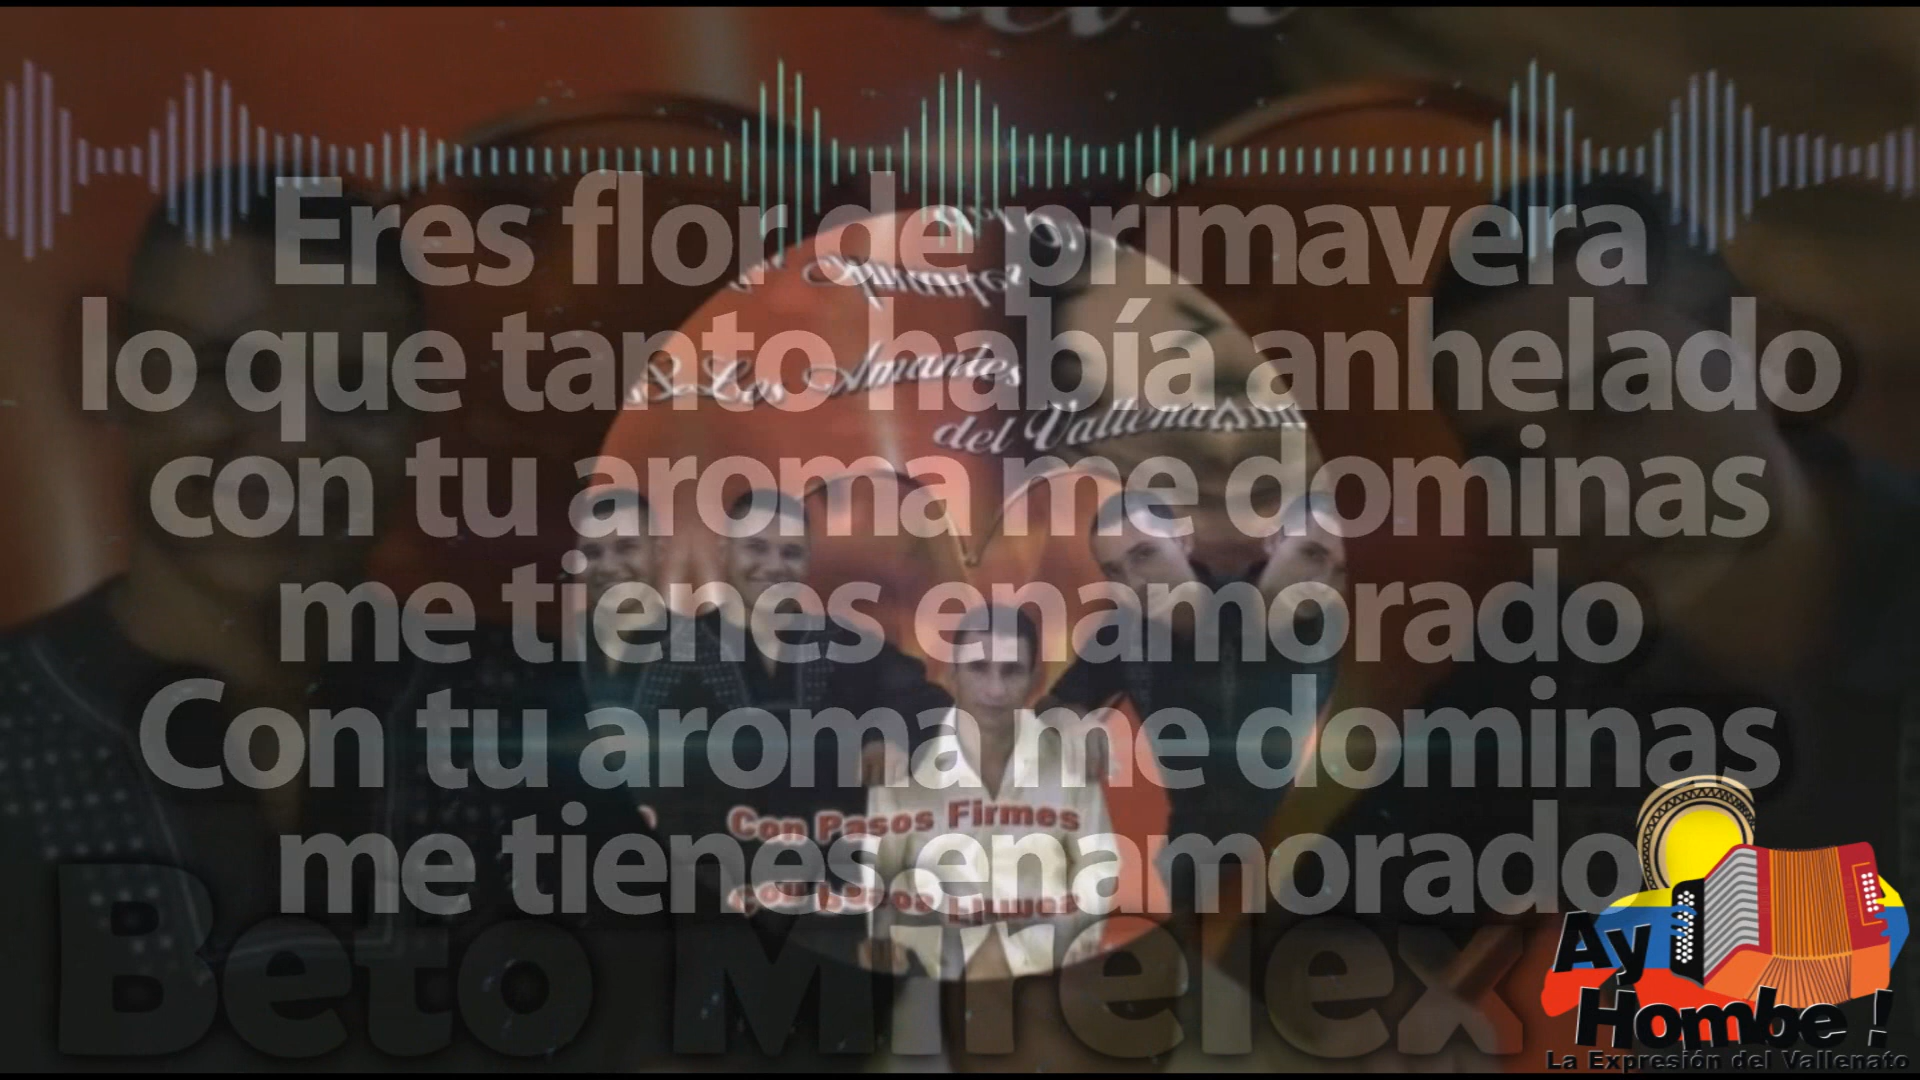 Eres flor de primavera
lo que tanto había anhelado
con tu aroma me dominas
me tienes enamorado
Con tu aroma me dominas
me tienes enamorado
Los Amantes
del Vallenato
Con Pasos Firmes
Beto Mirelex
Ay
Hombe !
La Expresión del Vallenato